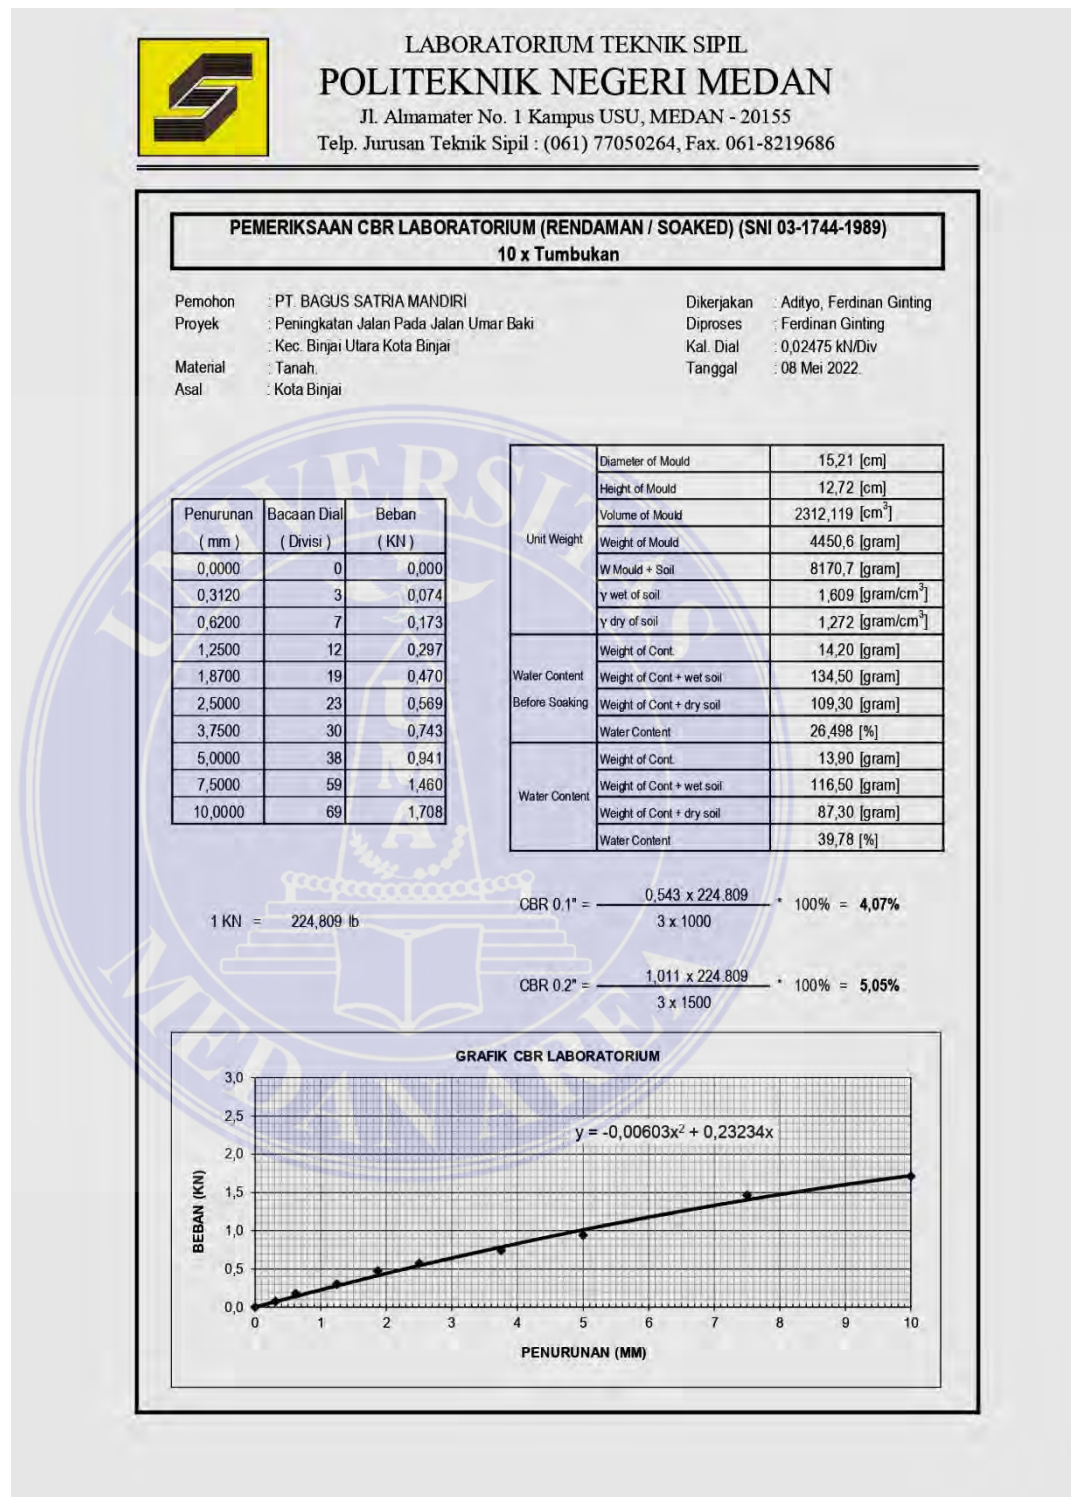 LABORATORIUM TEKNIK SIPIL
POLITEKNIK NEGERI MEDAN
Jl. Almamater No. 1 Kampus USU, MEDAN - 20155
Telp. Jurusan Teknik Sipil : (061) 77050264, Fax. 061-8219686
PEMERIKSAAN CBR LABORATORIUM (RENDAMAN / SOAKED) (SNI 03-1744-1989)
10 x Tumbukan
Pemohon : PT. BAGUS SATRIA MANDIRI
Proyek : Peningkatan Jalan Pada Jalan Umar Baki
: Kec. Binjai Utara Kota Binjai
Material : Tanah.
Asal : Kota Binjai
Dikerjakan : Adityo, Ferdinan Ginting
Diproses : Ferdinan Ginting
Kal. Dial : 0,02475 kN/Div
Tanggal : 08 Mei 2022.
Penurunan Bacaan Dial Beban
( mm ) ( Divisi ) ( KN )
0,0000 0 0,000
0,3120 3 0,074
0,6200 7 0,173
1,2500 12 0,297
1,8700 19 0,470
2,5000 23 0,569
3,7500 30 0,743
5,0000 38 0,941
7,5000 59 1,460
10,0000 69 1,708
Unit Weight
Diameter of Mould 15,21 [cm]
Height of Mould 12,72 [cm]
Volume of Mould 2312,119 [cm³]
Weight of Mould 4450,6 [gram]
W Mould + Soil 8170,7 [gram]
γ wet of soil 1,609 [gram/cm³]
γ dry of soil 1,272 [gram/cm³]
Water Content
Before Soaking
Weight of Cont. 14,20 [gram]
Weight of Cont + wet soil 134,50 [gram]
Weight of Cont + dry soil 109,30 [gram]
Water Content 26,498 [%]
Water Content
Weight of Cont. 13,90 [gram]
Weight of Cont + wet soil 116,50 [gram]
Weight of Cont + dry soil 87,30 [gram]
Water Content 39,78 [%]
1 KN = 224,809 lb
CBR 0.1" = 0,543 x 224.809 * 100% = 4,07%
3 x 1000
CBR 0.2" = 1,011 x 224.809 * 100% = 5,05%
3 x 1500
GRAFIK CBR LABORATORIUM
y = -0,00603x² + 0,23234x
BEBAN (KN)
3,0
2,5
2,0
1,5
1,0
0,5
0,0
0 1 2 3 4 5 6 7 8 9 10
PENURUNAN (MM)
UNIVERSITAS
MEDAN AREA
UMA